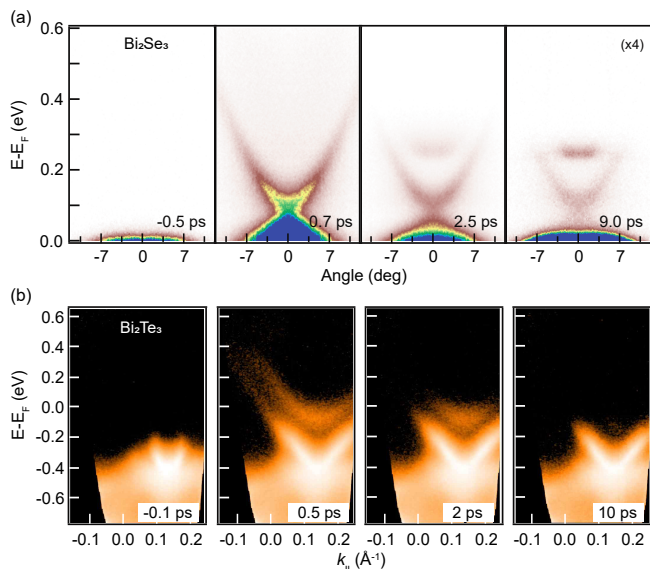 (a)
Bi₂Se₃
(x4)
0.6
0.4
0.2
0.0
E-E_F (eV)
-0.5 ps
0.7 ps
2.5 ps
9.0 ps
-7 0 7 -7 0 7 -7 0 7 -7 0 7
Angle (deg)
(b)
Bi₂Te₃
0.6
0.4
0.2
0.0
-0.2
-0.4
-0.6
E-E_F (eV)
-0.1 ps
0.5 ps
2 ps
10 ps
-0.1 0.0 0.1 0.2 -0.1 0.0 0.1 0.2 -0.1 0.0 0.1 0.2 -0.1 0.0 0.1 0.2
k_∥ (Å⁻¹)